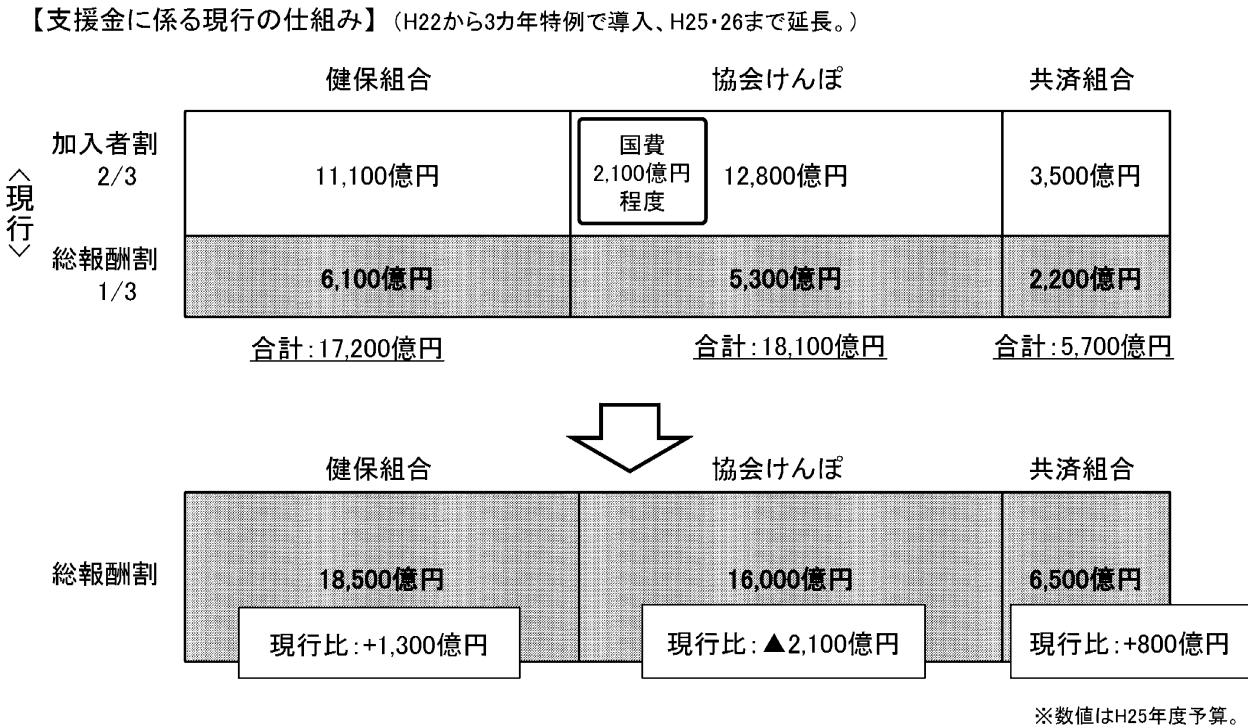 【支援金に係る現行の仕組み】（H22から3カ年特例で導入、H25・26まで延長。）
健保組合 協会けんぽ 共済組合
〈現行〉
加入者割
2/3
11,100億円
国費
2,100億円
程度
12,800億円
3,500億円
総報酬割
1/3
6,100億円 5,300億円 2,200億円
合計：17,200億円 合計：18,100億円 合計：5,700億円
健保組合 協会けんぽ 共済組合
総報酬割 18,500億円 16,000億円 6,500億円
現行比：+1,300億円 現行比：▲2,100億円 現行比：+800億円
※数値はH25年度予算。